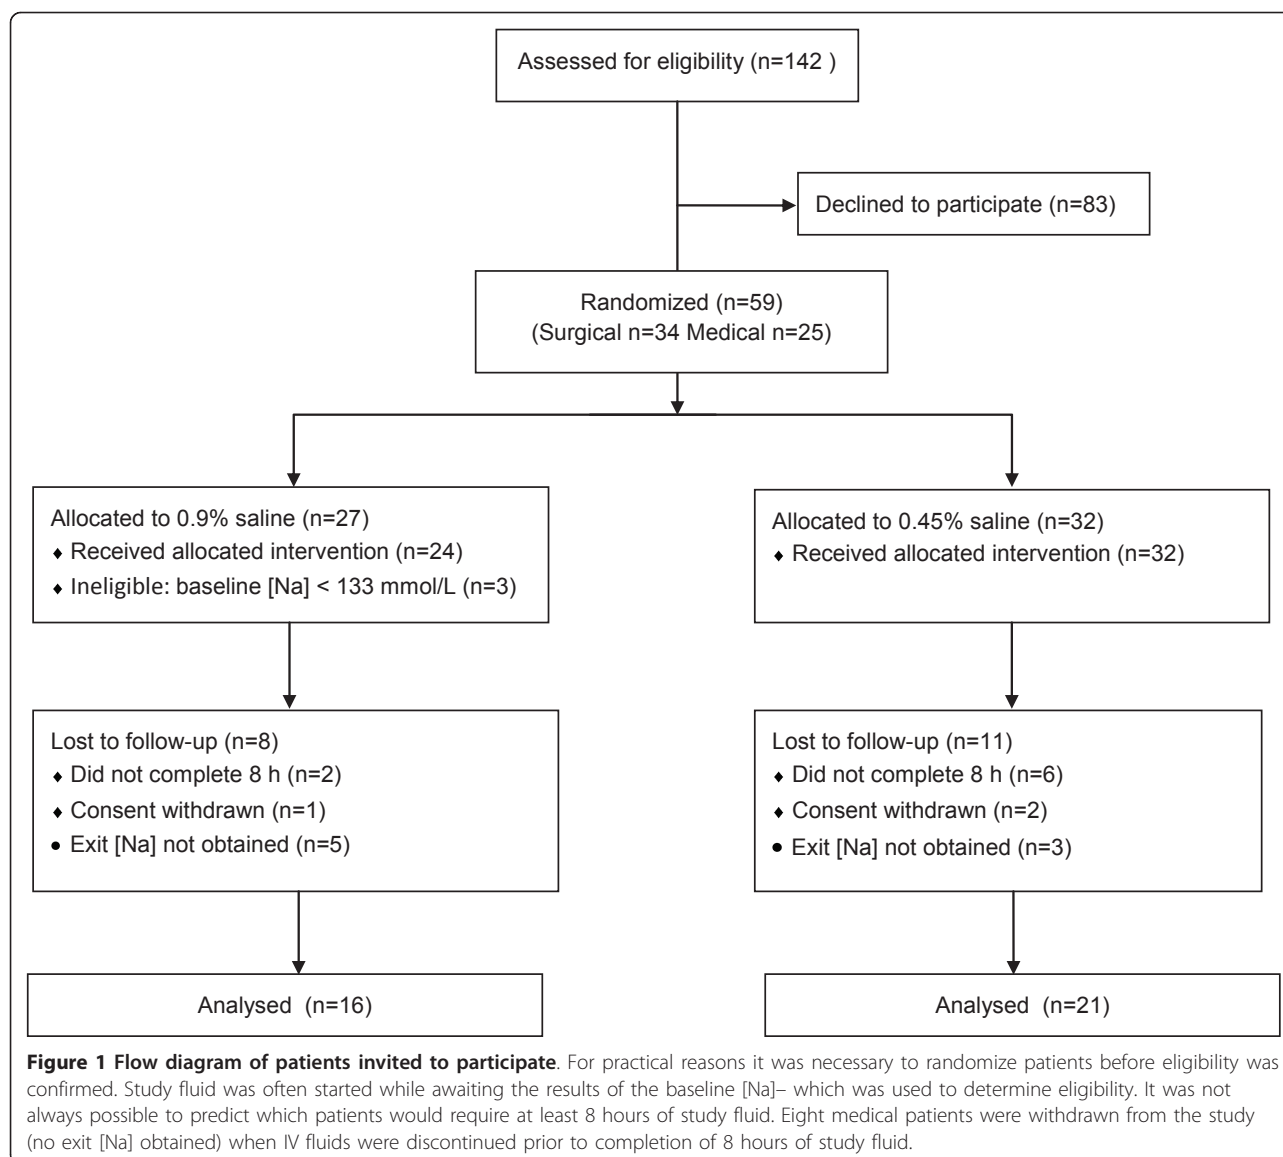 Assessed for eligibility (n=142 )
Declined to participate (n=83)
Randomized (n=59)
(Surgical n=34 Medical n=25)
Allocated to 0.9% saline (n=27)
♦ Received allocated intervention (n=24)
♦ Ineligible: baseline [Na] < 133 mmol/L (n=3)
Allocated to 0.45% saline (n=32)
♦ Received allocated intervention (n=32)
Lost to follow-up (n=8)
♦ Did not complete 8 h (n=2)
♦ Consent withdrawn (n=1)
● Exit [Na] not obtained (n=5)
Lost to follow-up (n=11)
♦ Did not complete 8 h (n=6)
♦ Consent withdrawn (n=2)
● Exit [Na] not obtained (n=3)
Analysed (n=16)
Analysed (n=21)
Figure 1 Flow diagram of patients invited to participate. For practical reasons it was necessary to randomize patients before eligibility was
confirmed. Study fluid was often started while awaiting the results of the baseline [Na]– which was used to determine eligibility. It was not
always possible to predict which patients would require at least 8 hours of study fluid. Eight medical patients were withdrawn from the study
(no exit [Na] obtained) when IV fluids were discontinued prior to completion of 8 hours of study fluid.